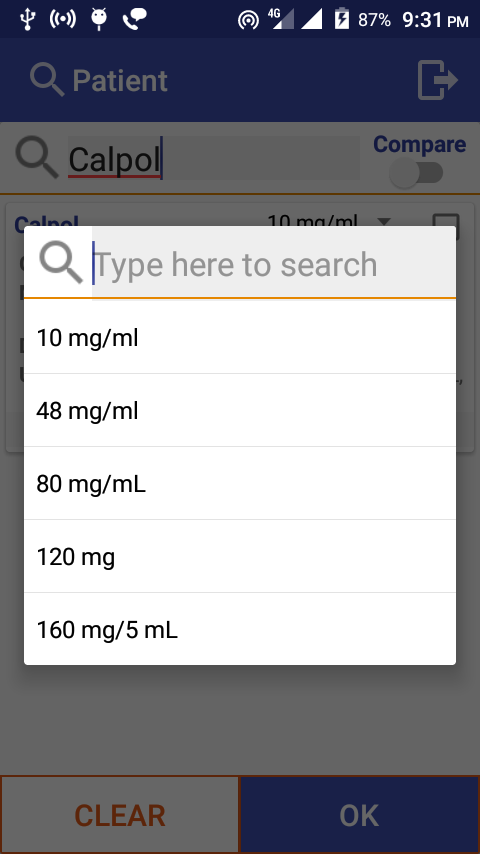 4G 87% 9:31 PM
Patient
Calpol
Compare
Calpol 10 mg/ml
Type here to search
10 mg/ml
48 mg/ml
80 mg/mL
120 mg
160 mg/5 mL
CLEAR OK